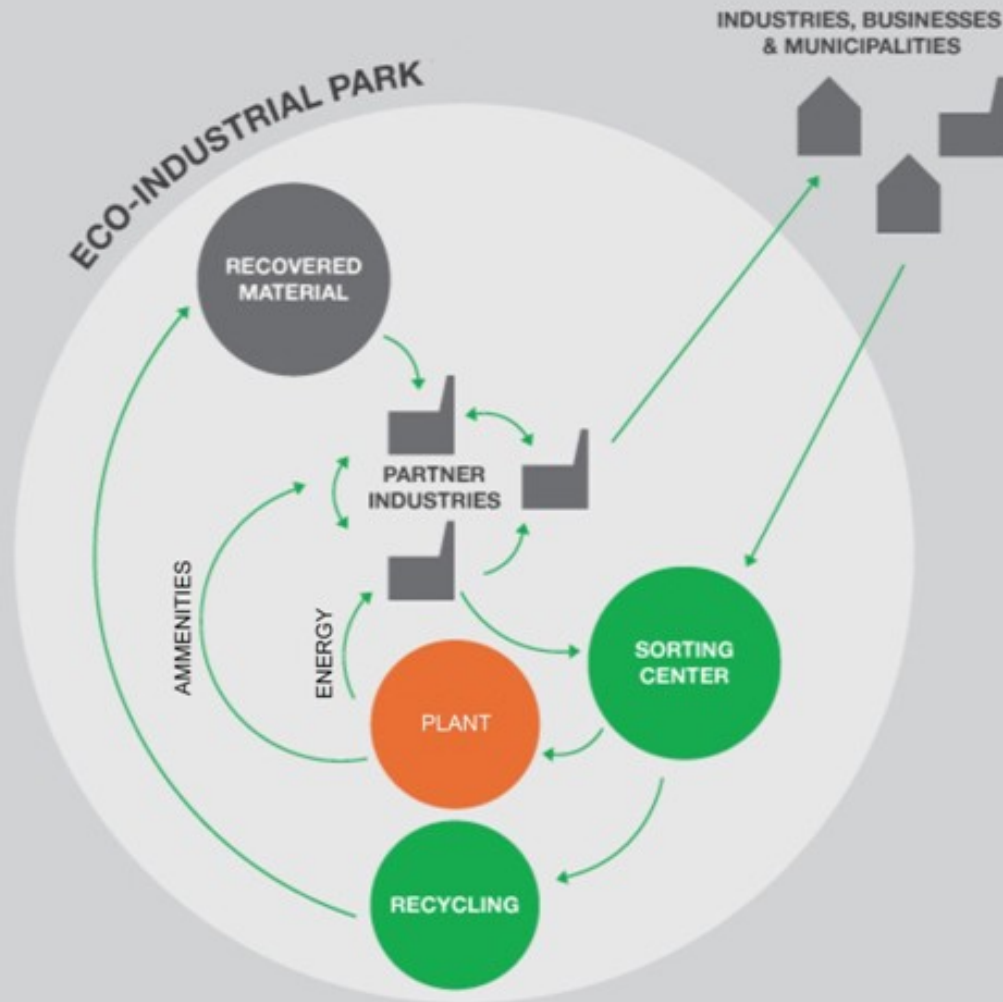 INDUSTRIES, BUSINESSES
& MUNICIPALITIES
ECO-INDUSTRIAL PARK
RECOVERED
MATERIAL
PARTNER
INDUSTRIES
AMMENITIES
ENERGY
SORTING
CENTER
PLANT
RECYCLING